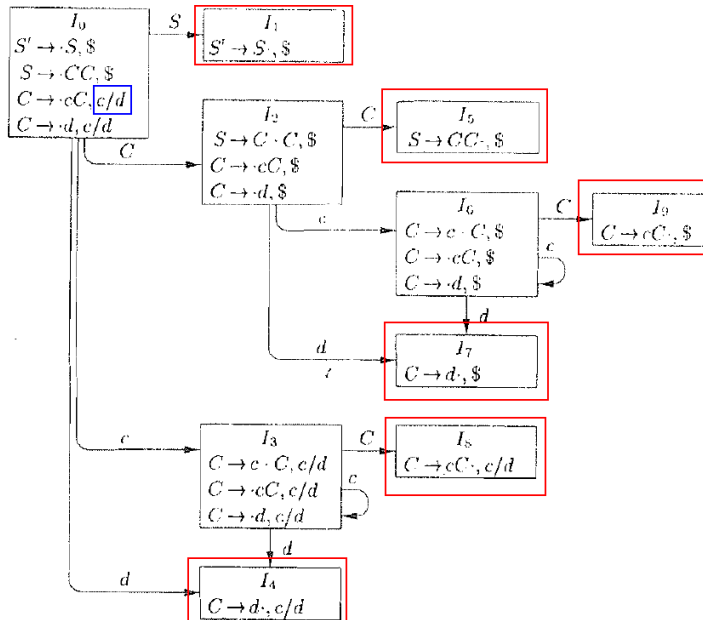 I₀
S' → ·S, $
S → ·CC, $
C → ·cC, c/d
C → ·d, c/d
S
I₁
S' → S·, $
C
I₂
S → C · C, $
C → ·cC, $
C → ·d, $
C
I₅
S → CC·, $
c
I₆
C → c · C, $
C → ·cC, $
C → ·d, $
C
I₉
C → cC·, $
c
d
d
I₇
C → d·, $
c
I₃
C → c · C, c/d
C → ·cC, c/d
C → ·d, c/d
C
I₈
C → cC·, c/d
c
d
d
I₄
C → d·, c/d